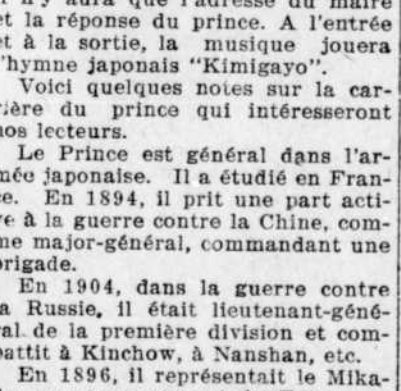 l n'y aura que l'adresse du maire
et la réponse du prince. A l'entrée
et à la sortie, la musique jouera
l'hymne japonais "Kimigayo".
Voici quelques notes sur la car-
rière du prince qui intéresseront
nos lecteurs.
Le Prince est général dans l'ar-
mée japonaise. Il a étudié en Fran-
ce. En 1894, il prit une part acti-
ve à la guerre contre la Chine, com-
me major-général, commandant une
brigade.
En 1904, dans la guerre contre
la Russie, il était lieutenant-géné-
ral de la première division et com-
battit à Kinchow, à Nanshan, etc.
En 1896, il représentait le Mika-